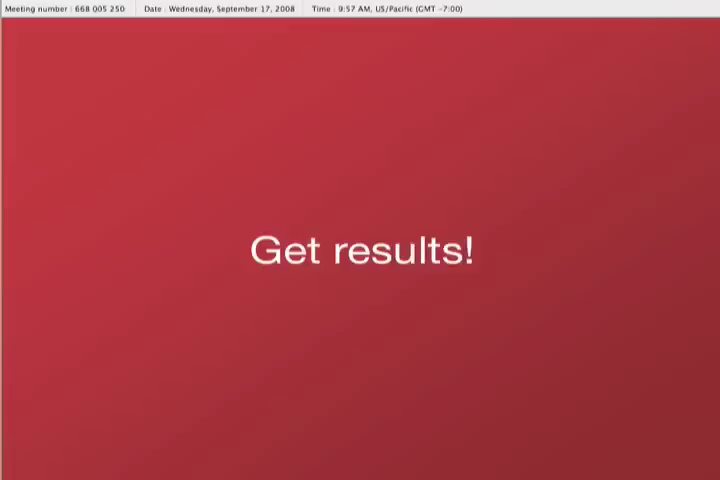 Meeting number : 668 005 250 Date : Wednesday, September 17, 2008 Time : 9:57 AM, US/Pacific (GMT -7:00)
Get results!